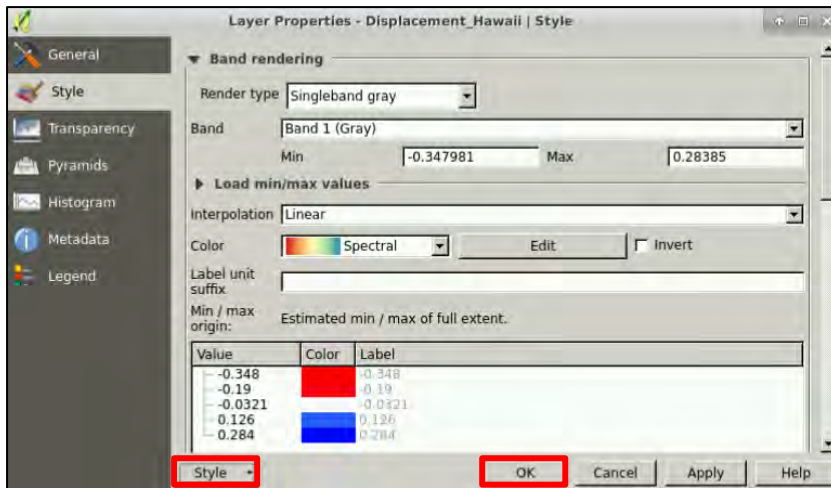 Layer Properties - Displacement_Hawaii | Style
General
Style
Transparency
Pyramids
Histogram
Metadata
Legend
Band rendering
Render type Singleband gray
Band Band 1 (Gray)
Min -0.347981 Max 0.28385
Load min/max values
Interpolation Linear
Color Spectral Edit Invert
Label unit
suffix
Min / max
origin: Estimated min / max of full extent.
Value Color Label
-0.348 -0.348
-0.19 -0.19
-0.0321 -0.0321
0.126 0.126
0.284 0.284
Style OK Cancel Apply Help